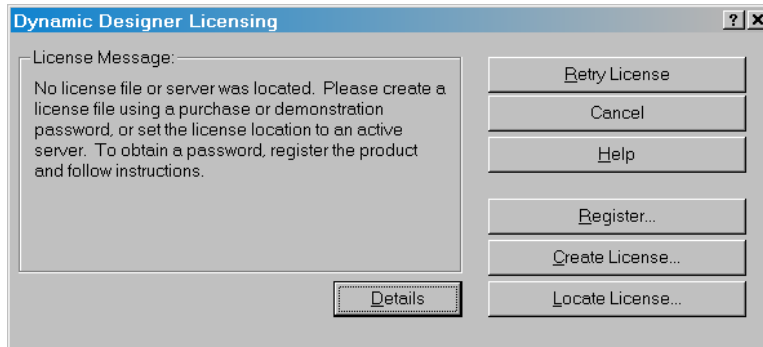 Dynamic Designer Licensing
License Message:
No license file or server was located. Please create a
license file using a purchase or demonstration
password, or set the license location to an active
server. To obtain a password, register the product
and follow instructions.
Retry License
Cancel
Help
Register...
Create License...
Details
Locate License...